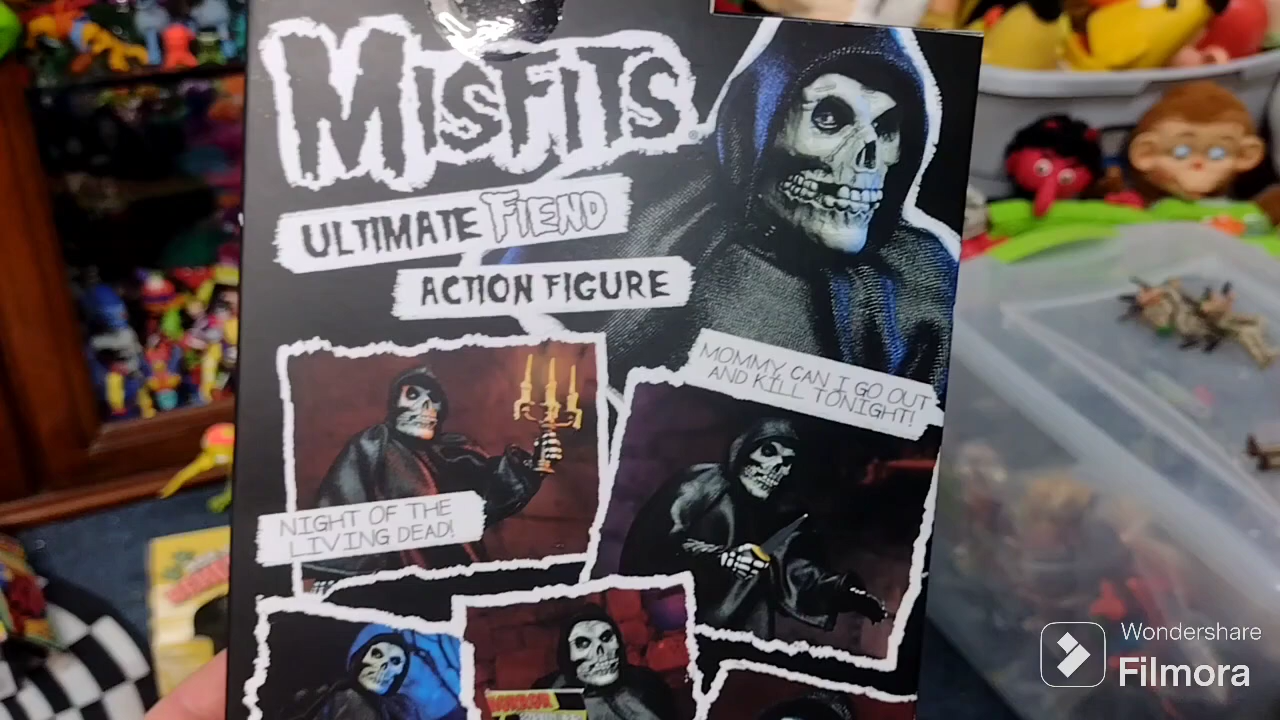 MISFITS®
ULTIMATE FIEND
ACTION FIGURE
MOMMY, CAN I GO OUT
AND KILL TONIGHT!
NIGHT OF THE
LIVING DEAD!
HORROR
Wondershare
Filmora